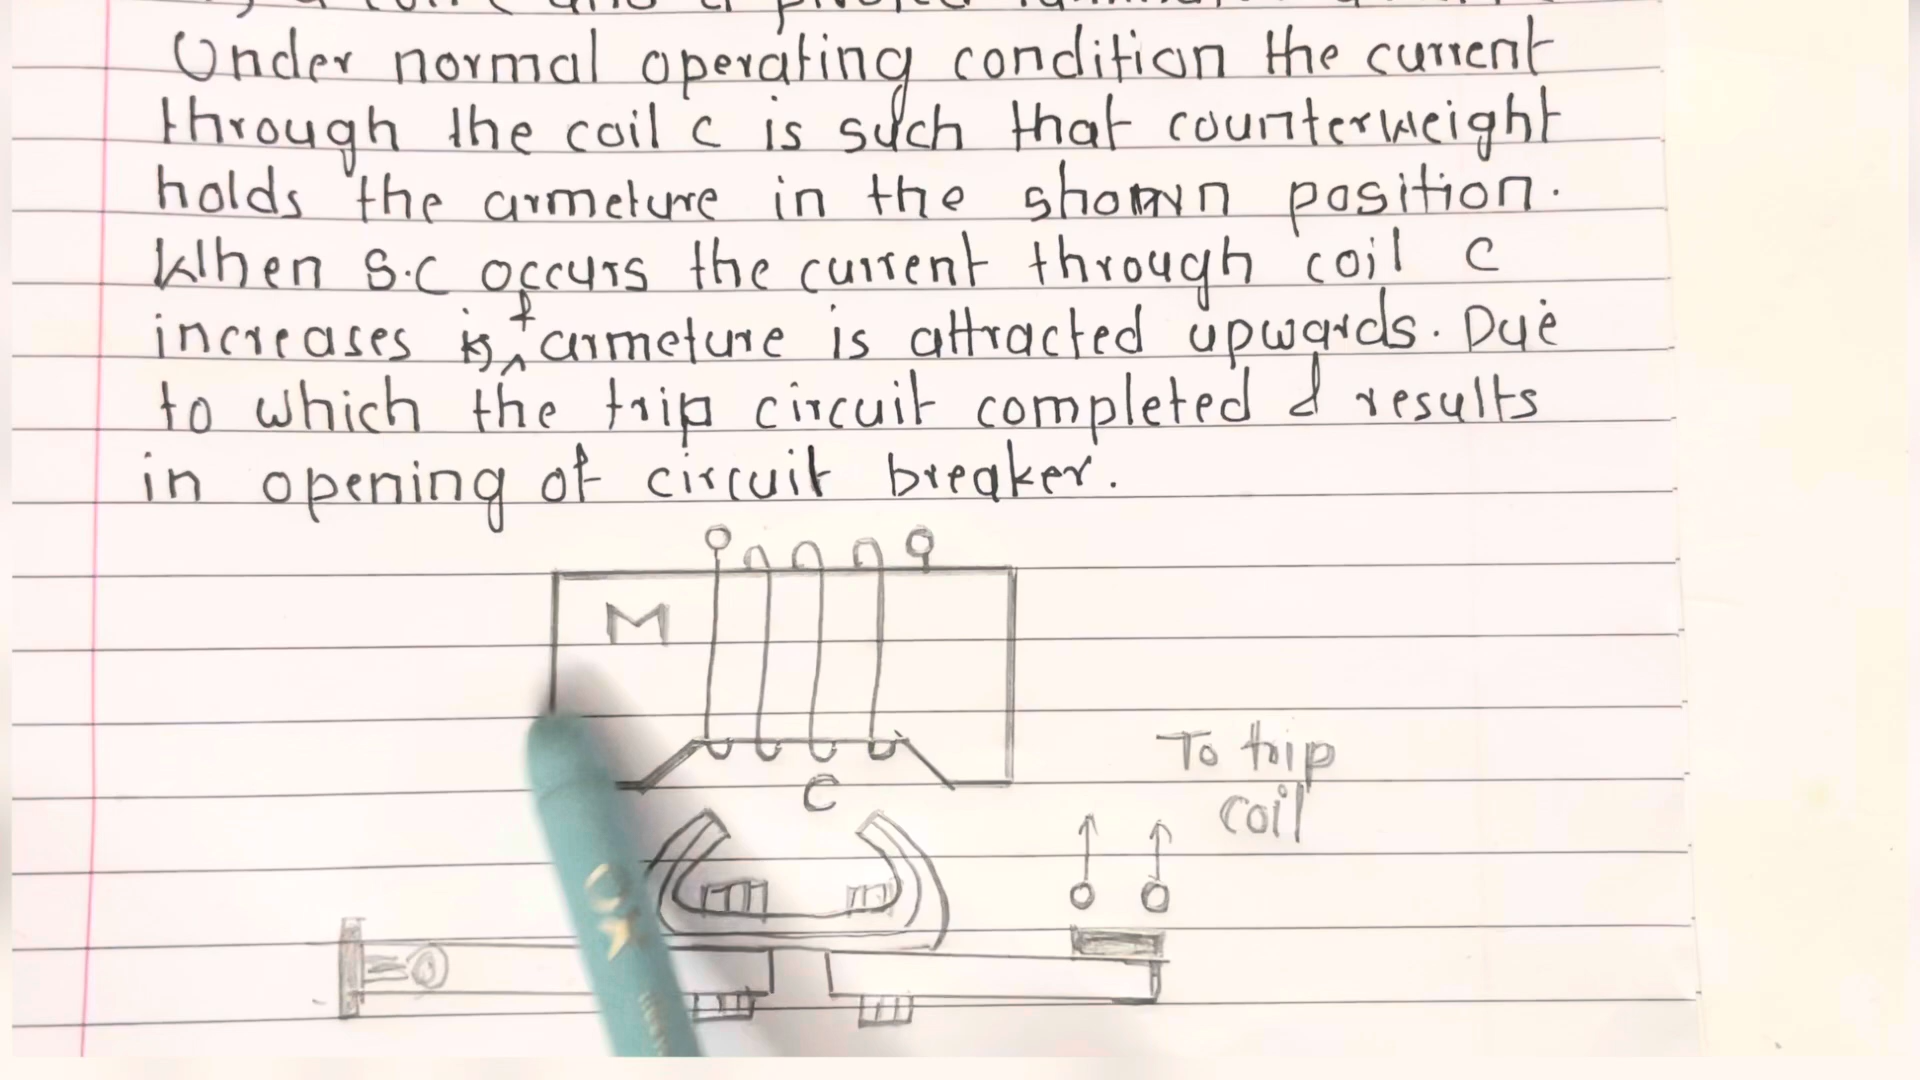 Under normal operating condition the current
through the coil c is such that counterweight
holds the armeture in the shown position.
When S.C occurs the current through coil C
increases & armeture is attracted upwards. Due
to which the trip circuit completed & results
in opening of circuit breaker.
M
C
To trip
coil